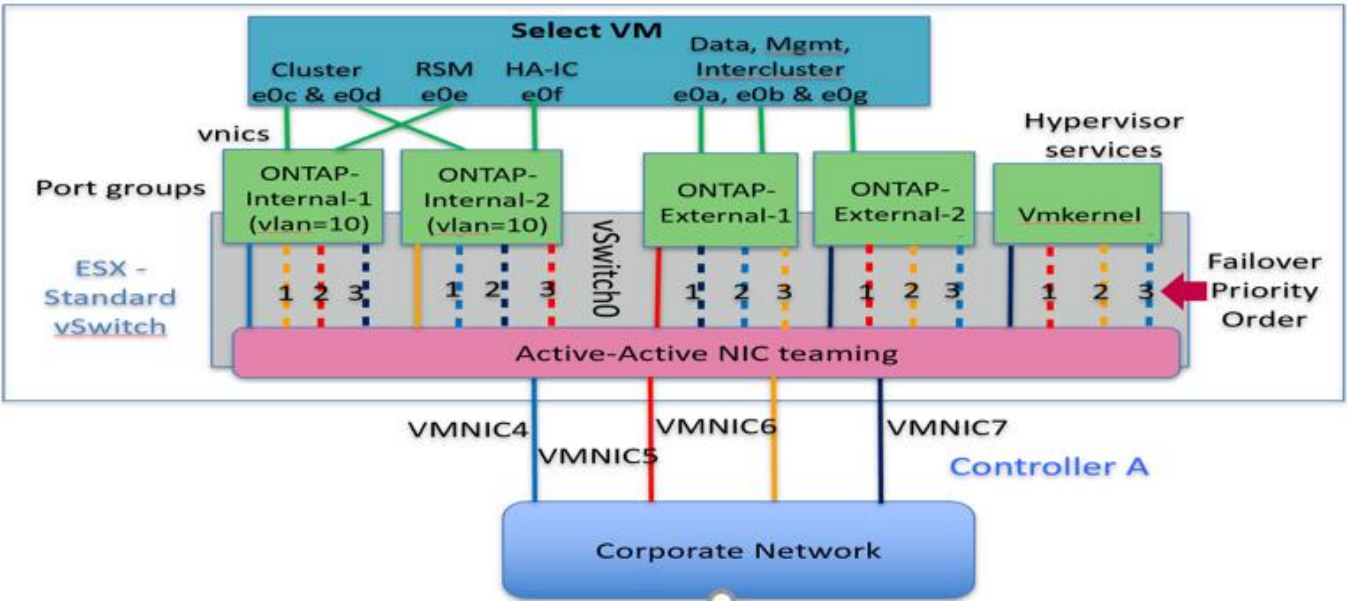 Select VM
Cluster
e0c & e0d
RSM
e0e
HA-IC
e0f
Data, Mgmt,
Intercluster
e0a, e0b & e0g
vnics
Hypervisor
services
Port groups
ONTAP-
Internal-1
(vlan=10)
ONTAP-
Internal-2
(vlan=10)
ONTAP-
External-1
ONTAP-
External-2
Vmkernel
ESX -
Standard
vSwitch
vSwitch0
1 2 3
1 2 3
1 2 3
1 2 3
1 2 3
Failover
Priority
Order
Active-Active NIC teaming
VMNIC4
VMNIC5
VMNIC6
VMNIC7
Controller A
Corporate Network